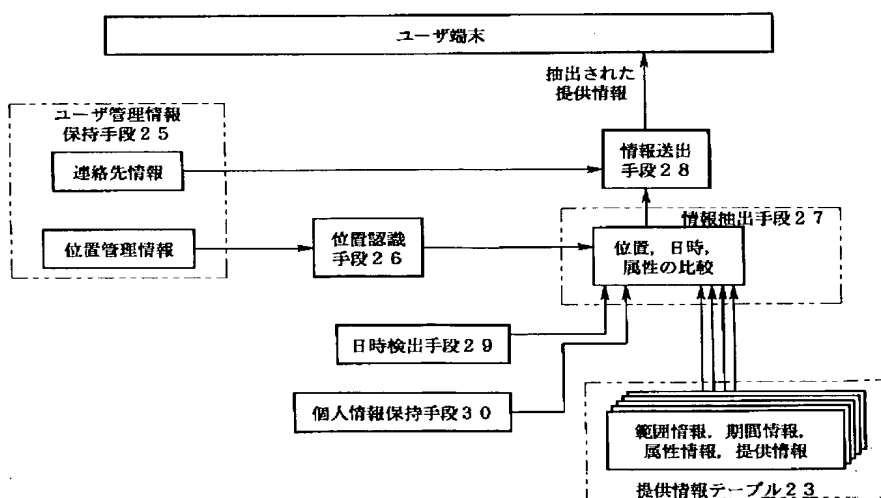 ユーザ端末
抽出された
提供情報
ユーザ管理情報
保持手段25
連絡先情報
情報送出
手段28
情報抽出手段27
位置管理情報
位置認識
手段26
位置,日時,
属性の比較
日時検出手段29
個人情報保持手段30
範囲情報,期間情報,
属性情報,提供情報
提供情報テーブル23